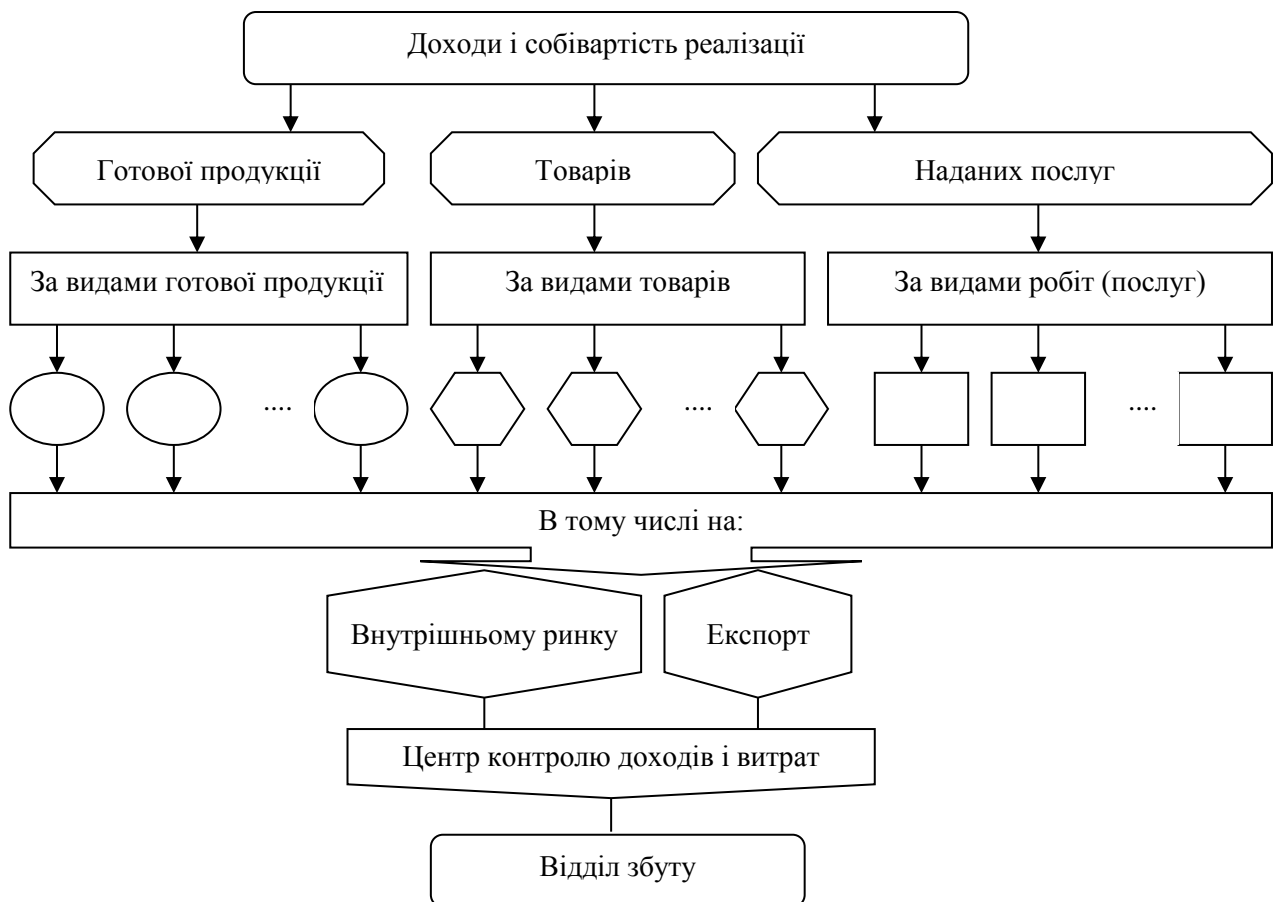 Доходи і собівартість реалізації
Готової продукції
Товарів
Наданих послуг
За видами готової продукції
За видами товарів
За видами робіт (послуг)
.... .... ....
В тому числі на:
Внутрішньому ринку
Експорт
Центр контролю доходів і витрат
Відділ збуту